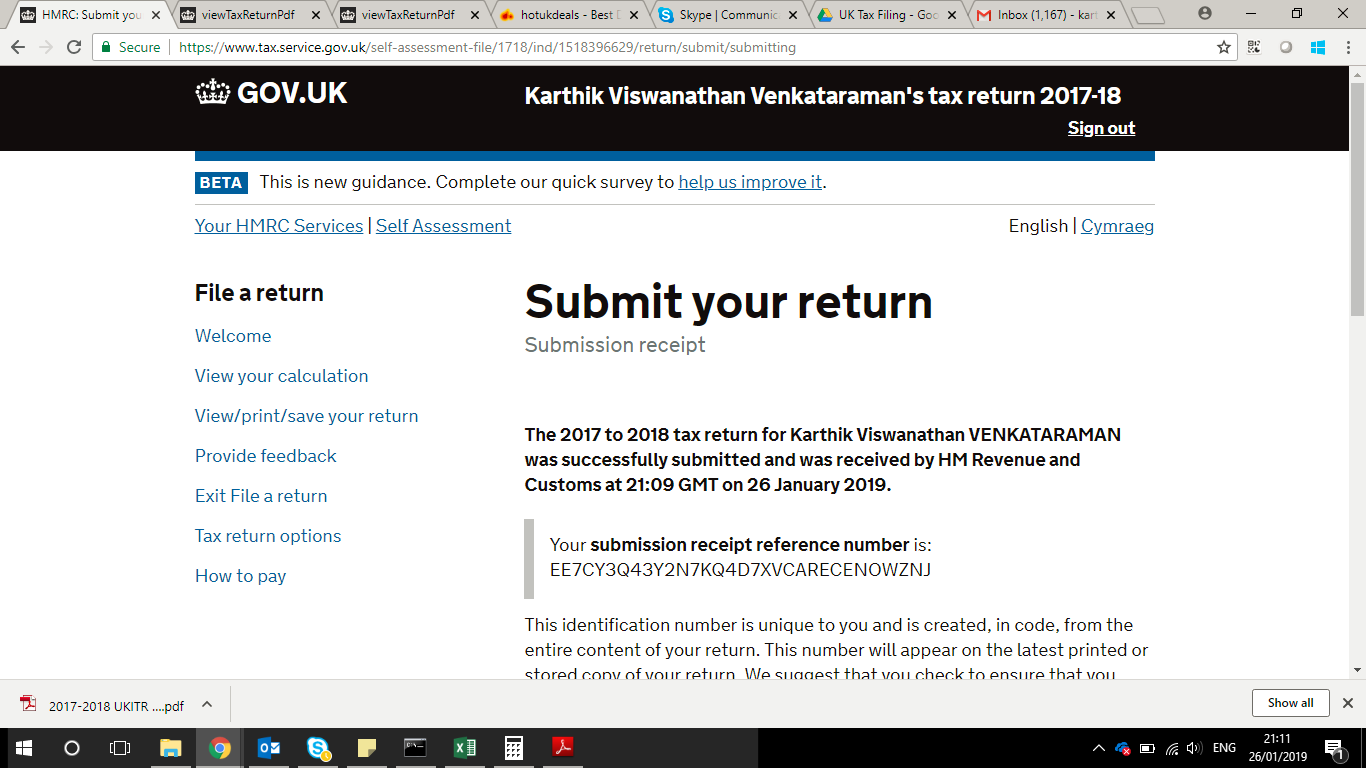 HMRC: Submit you
viewTaxReturnPdf
viewTaxReturnPdf
hotukdeals - Best D
Skype | Communic
UK Tax Filing - Goo
Inbox (1,167) - kart
Secure
https://www.tax.service.gov.uk/self-assessment-file/1718/ind/1518396629/return/submit/submitting
GOV.UK
Karthik Viswanathan Venkataraman's tax return 2017-18
Sign out
BETA This is new guidance. Complete our quick survey to help us improve it.
Your HMRC Services | Self Assessment
English | Cymraeg
File a return
Welcome
View your calculation
View/print/save your return
Provide feedback
Exit File a return
Tax return options
How to pay
Submit your return
Submission receipt
The 2017 to 2018 tax return for Karthik Viswanathan VENKATARAMAN
was successfully submitted and was received by HM Revenue and
Customs at 21:09 GMT on 26 January 2019.
Your submission receipt reference number is:
EE7CY3Q43Y2N7KQ4D7XVCARECENOWZNJ
This identification number is unique to you and is created, in code, from the
entire content of your return. This number will appear on the latest printed or
stored copy of your return. We suggest that you check to ensure that you
2017-2018 UKITR ....pdf
Show all
ENG
21:11
26/01/2019
1